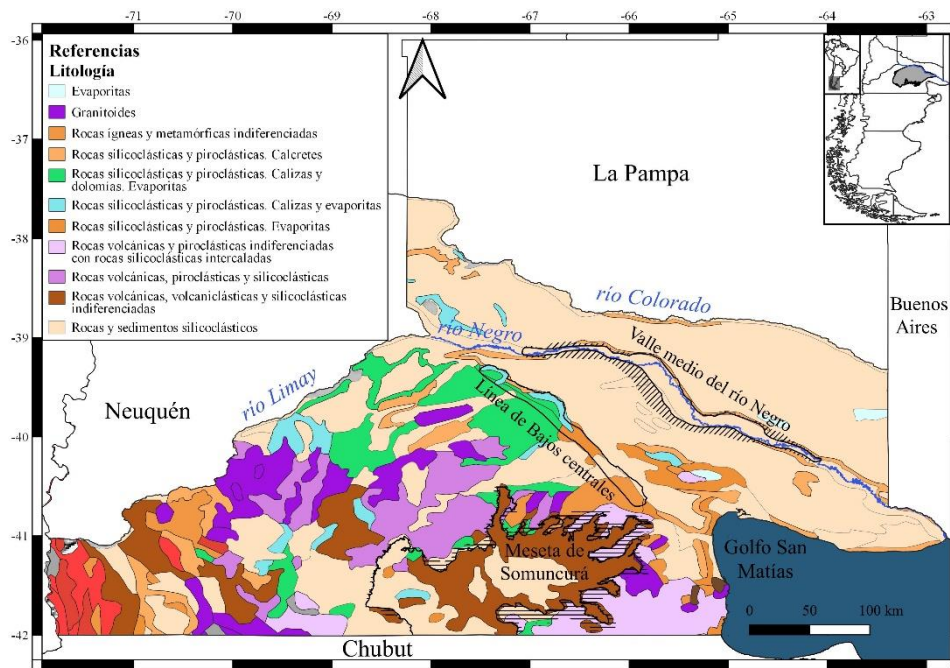 -71 -70 -69 -68 -67 -66 -65 -64 -63
-36
-37
-38
-39
-40
-41
-42
Referencias
Litología
Evaporitas
Granitoides
Rocas ígneas y metamórficas indiferenciadas
Rocas silicoclásticas y piroclásticas. Calcretes
Rocas silicoclásticas y piroclásticas. Calizas y
dolomías. Evaporitas
Rocas silicoclásticas y piroclásticas. Calizas y evaporitas
Rocas silicoclásticas y piroclásticas. Evaporitas
Rocas volcánicas y piroclásticas indiferenciadas
con rocas silicoclásticas intercaladas
Rocas volcánicas, piroclásticas y silicoclásticas
Rocas volcánicas, volcaniclásticas y silicoclásticas
indiferenciadas
Rocas y sedimentos silicoclásticos
La Pampa
río Colorado
Buenos
Aires
río Negro
Valle medio del río Negro
río Limay
Neuquén
Línea de Bajos centrales
Meseta de
Somuncurá
Golfo San
Matías
0 50 100 km
Chubut